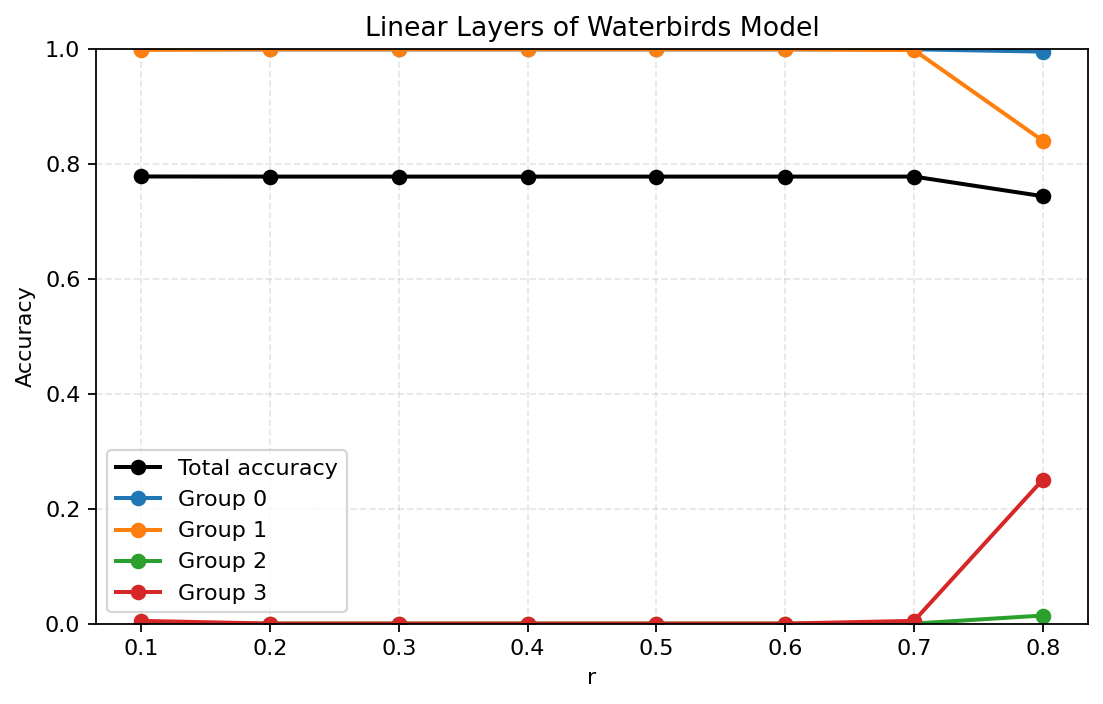 Linear Layers of Waterbirds Model
1.0
0.8
0.6
0.4
0.2
0.0
Accuracy
Total accuracy
Group 0
Group 1
Group 2
Group 3
0.1 0.2 0.3 0.4 0.5 0.6 0.7 0.8
r